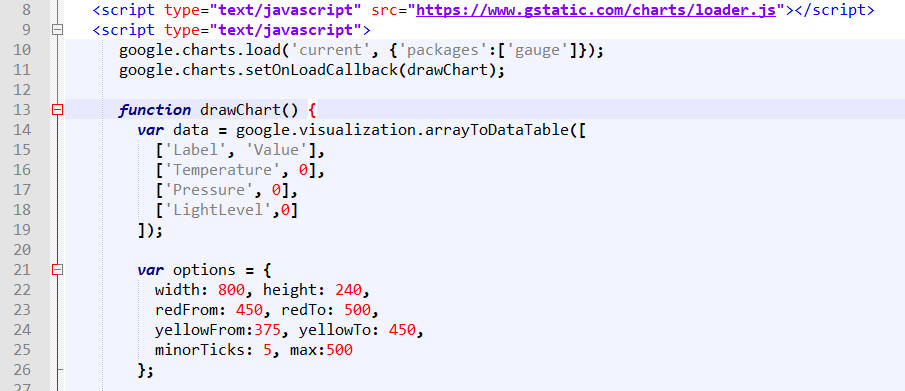 8 <script type="text/javascript" src="https://www.gstatic.com/charts/loader.js"></script>
9 <script type="text/javascript">
10 google.charts.load('current', {'packages':['gauge']});
11 google.charts.setOnLoadCallback(drawChart);
12
13 function drawChart() {
14 var data = google.visualization.arrayToDataTable([
15 ['Label', 'Value'],
16 ['Temperature', 0],
17 ['Pressure', 0],
18 ['LightLevel',0]
19 ]);
20
21 var options = {
22 width: 800, height: 240,
23 redFrom: 450, redTo: 500,
24 yellowFrom:375, yellowTo: 450,
25 minorTicks: 5, max:500
26 };
27